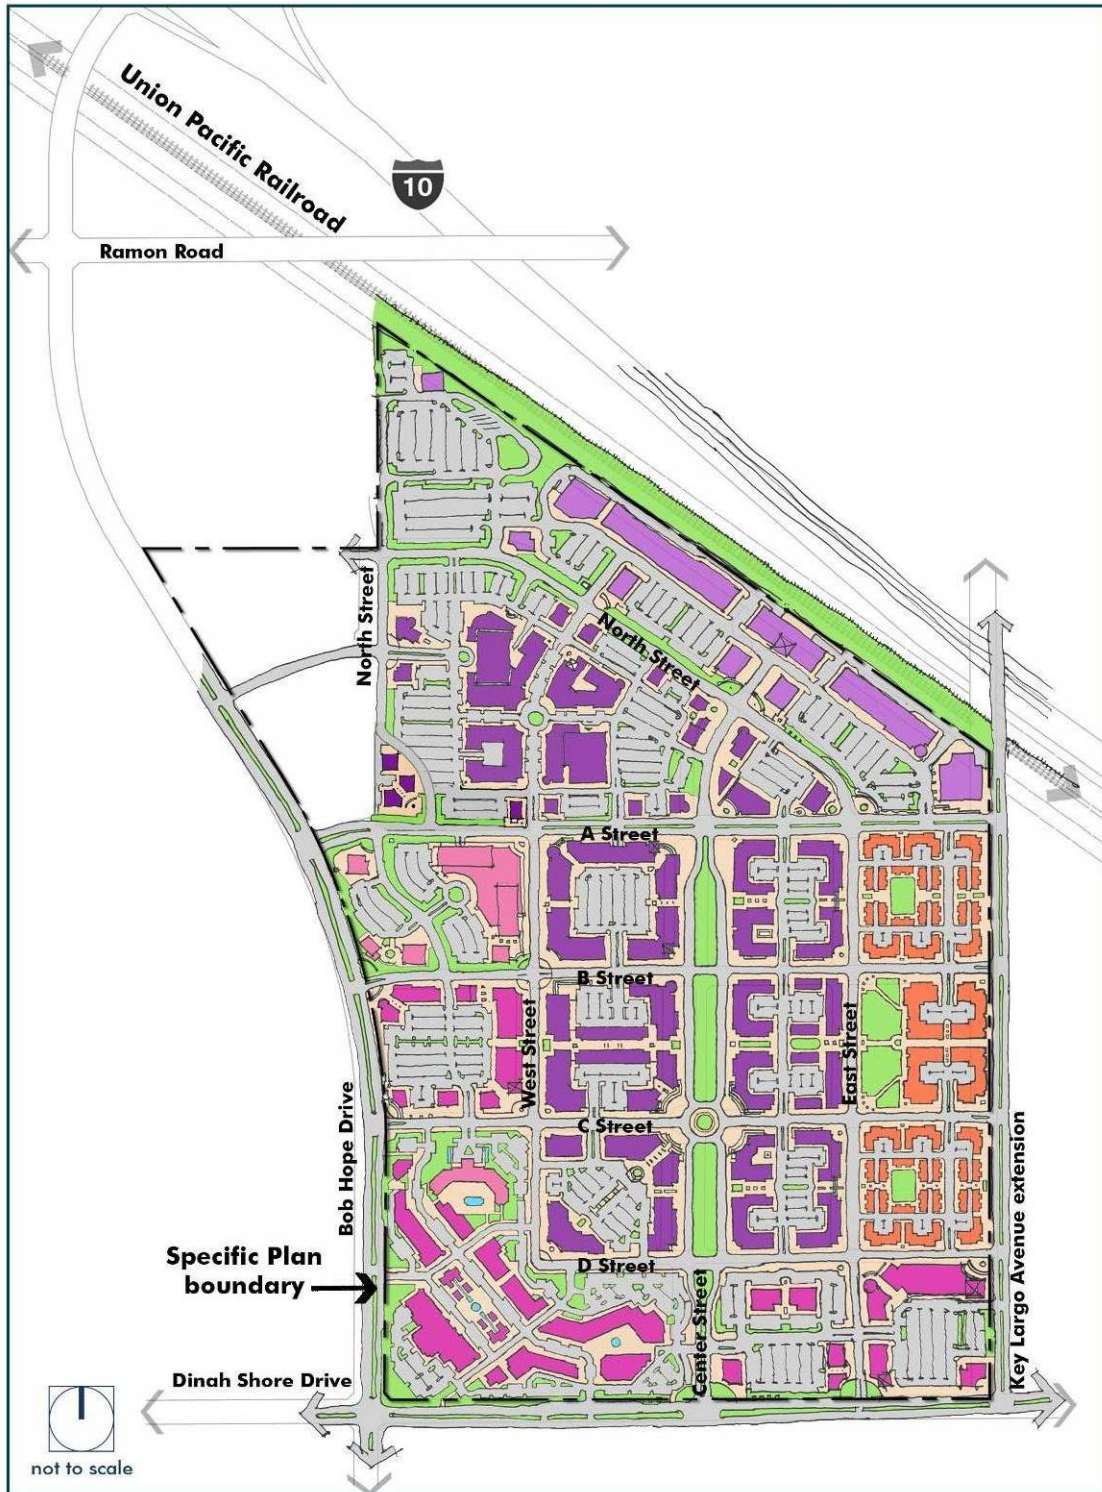 Union Pacific Railroad
10
Ramon Road
North Street
North Street
A Street
B Street
West Street
East Street
C Street
Bob Hope Drive
Key Largo Avenue extension
Specific Plan
boundary
D Street
Center Street
Dinah Shore Drive
not to scale